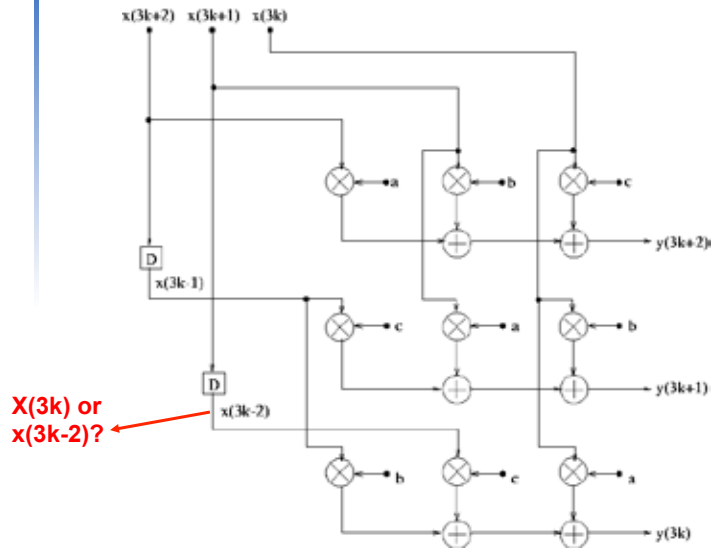 x(3k+2) x(3k+1) x(3k)
a b c
y(3k+2)
D
x(3k-1)
c a b
D
y(3k+1)
X(3k) or
x(3k-2)?
x(3k-2)
b c a
y(3k)